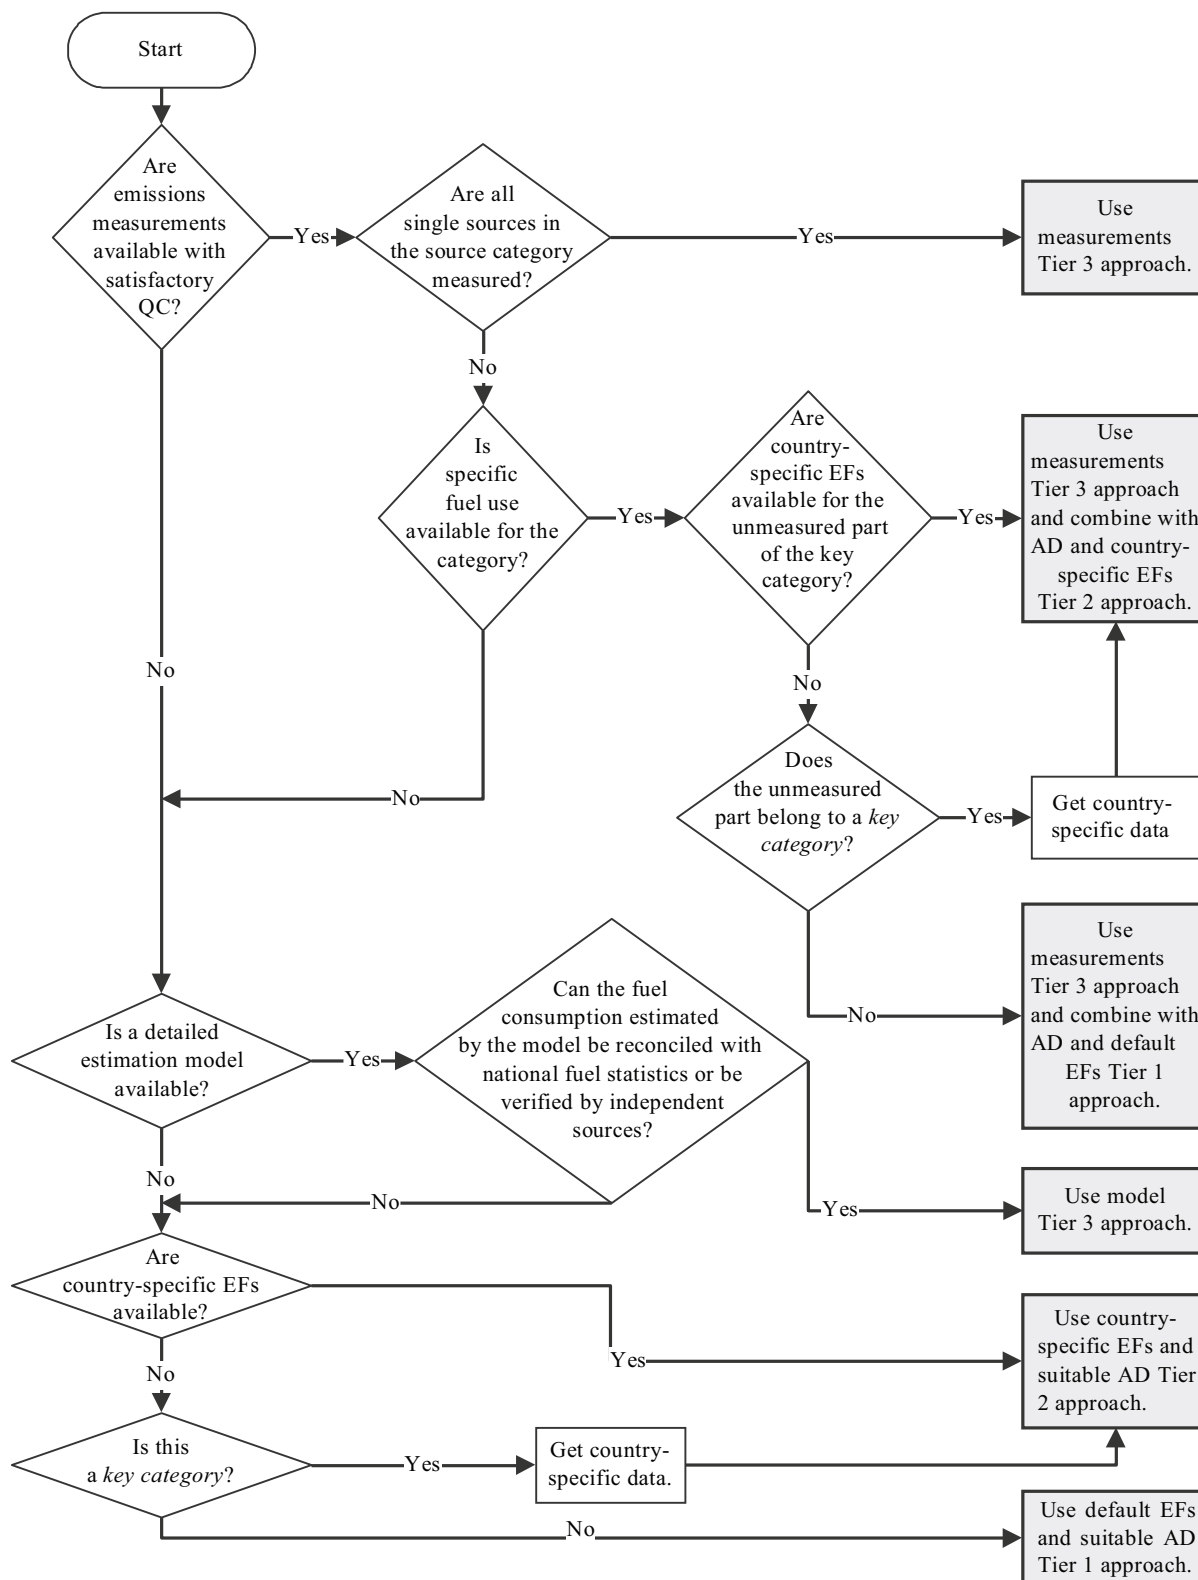 Start
Are
emissions
measurements
available with
satisfactory
QC?
Yes
Are all
single sources in
the source category
measured?
Yes
Use
measurements
Tier 3 approach.
No
Is
specific
fuel use
available for the
category?
Yes
Are
country-
specific EFs
available for the
unmeasured part
of the key
category?
Yes
Use
measurements
Tier 3 approach
and combine with
AD and country-
specific EFs
Tier 2 approach.
No
No
No
Does
the unmeasured
part belong to a key
category?
Yes
Get country-
specific data
No
Use
measurements
Tier 3 approach
and combine with
AD and default
EFs Tier 1
approach.
Is a detailed
estimation model
available?
Yes
Can the fuel
consumption estimated
by the model be reconciled with
national fuel statistics or be
verified by independent
sources?
No
No
Yes
Use model
Tier 3 approach.
Are
country-specific EFs
available?
Yes
Use country-
specific EFs and
suitable AD Tier
2 approach.
No
Is this
a key category?
Yes
Get country-
specific data.
No
Use default EFs
and suitable AD
Tier 1 approach.